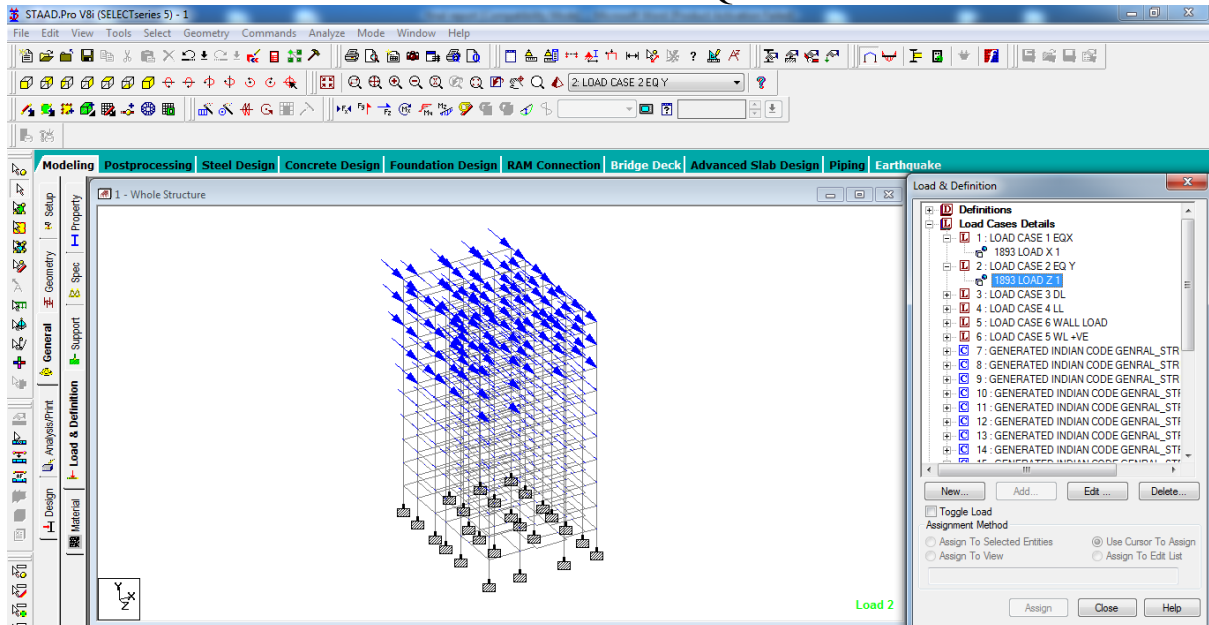 STAAD.Pro V8i (SELECTseries 5) - 1
File Edit View Tools Select Geometry Commands Analyze Mode Window Help
2: LOAD CASE 2 EQ Y
Modeling Postprocessing Steel Design Concrete Design Foundation Design RAM Connection Bridge Deck Advanced Slab Design Piping Earthquake
Setup
Geometry
General
Analysis/Print
Design
Property
Spec
Support
Load & Definition
Material
1 - Whole Structure
Y
X
Z
Load 2
Load & Definition
Definitions
Load Cases Details
1 : LOAD CASE 1 EQX
1893 LOAD X 1
2 : LOAD CASE 2 EQ Y
1893 LOAD Z 1
3 : LOAD CASE 3 DL
4 : LOAD CASE 4 LL
5 : LOAD CASE 6 WALL LOAD
6 : LOAD CASE 5 WL +VE
7 : GENERATED INDIAN CODE GENRAL_STR
8 : GENERATED INDIAN CODE GENRAL_STR
9 : GENERATED INDIAN CODE GENRAL_STR
10 : GENERATED INDIAN CODE GENRAL_STF
11 : GENERATED INDIAN CODE GENRAL_STF
12 : GENERATED INDIAN CODE GENRAL_STF
13 : GENERATED INDIAN CODE GENRAL_STF
14 : GENERATED INDIAN CODE GENRAL_STF
New... Add... Edit ... Delete...
Toggle Load
Assignment Method
Assign To Selected Entities Use Cursor To Assign
Assign To View Assign To Edit List
Assign Close Help